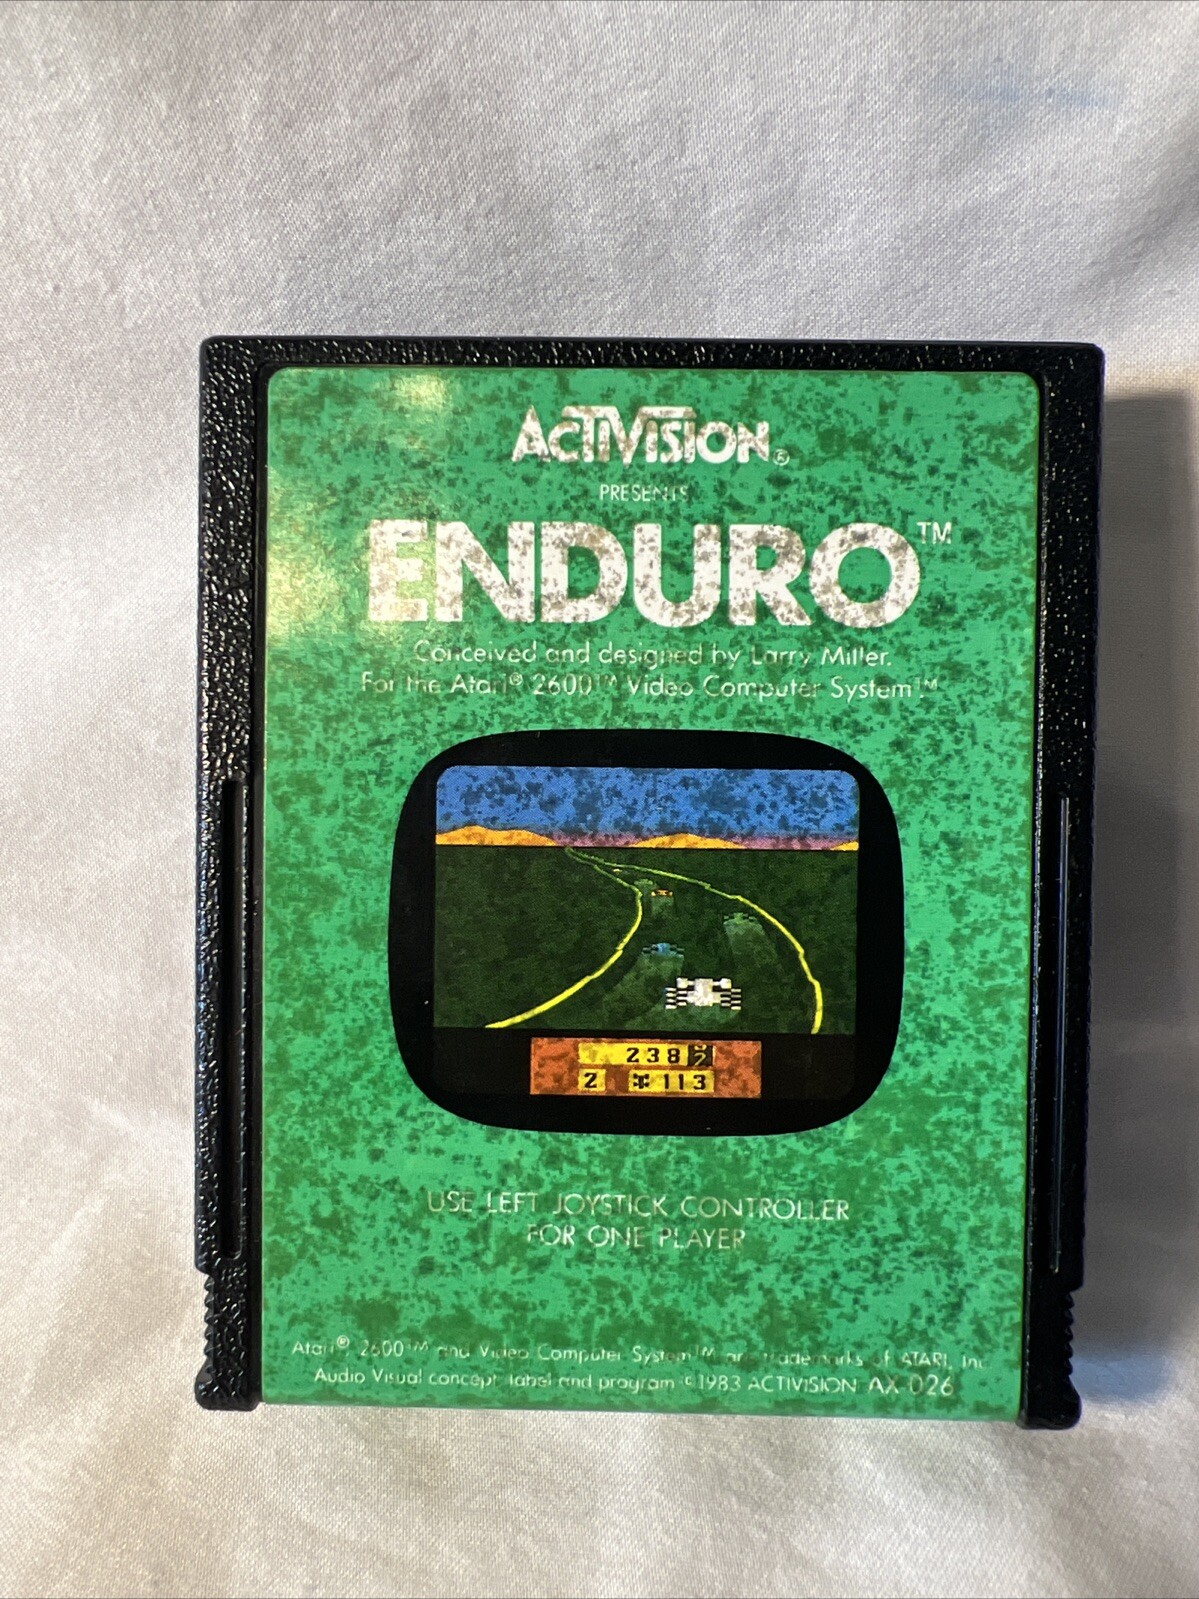 ACTIVISION®
PRESENTS
ENDURO™
Conceived and designed by Larry Miller.
For the Atari® 2600™ Video Computer System™.
2387
2 113
USE LEFT JOYSTICK CONTROLLER
FOR ONE PLAYER
Atari® 2600™ and Video Computer System™ are trademarks of ATARI, Inc
Audio Visual concept, label and program ©1983 ACTIVISION AX-026